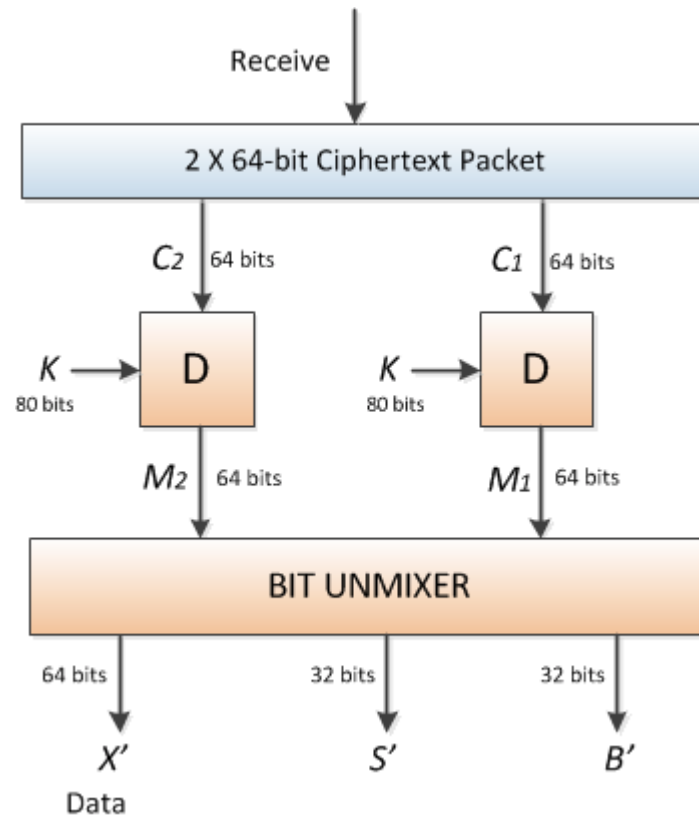 Receive
2 X 64-bit Ciphertext Packet
C2 64 bits
C1 64 bits
K
80 bits
D
K
80 bits
D
M2 64 bits
M1 64 bits
BIT UNMIXER
64 bits
32 bits
32 bits
X'
S'
B'
Data